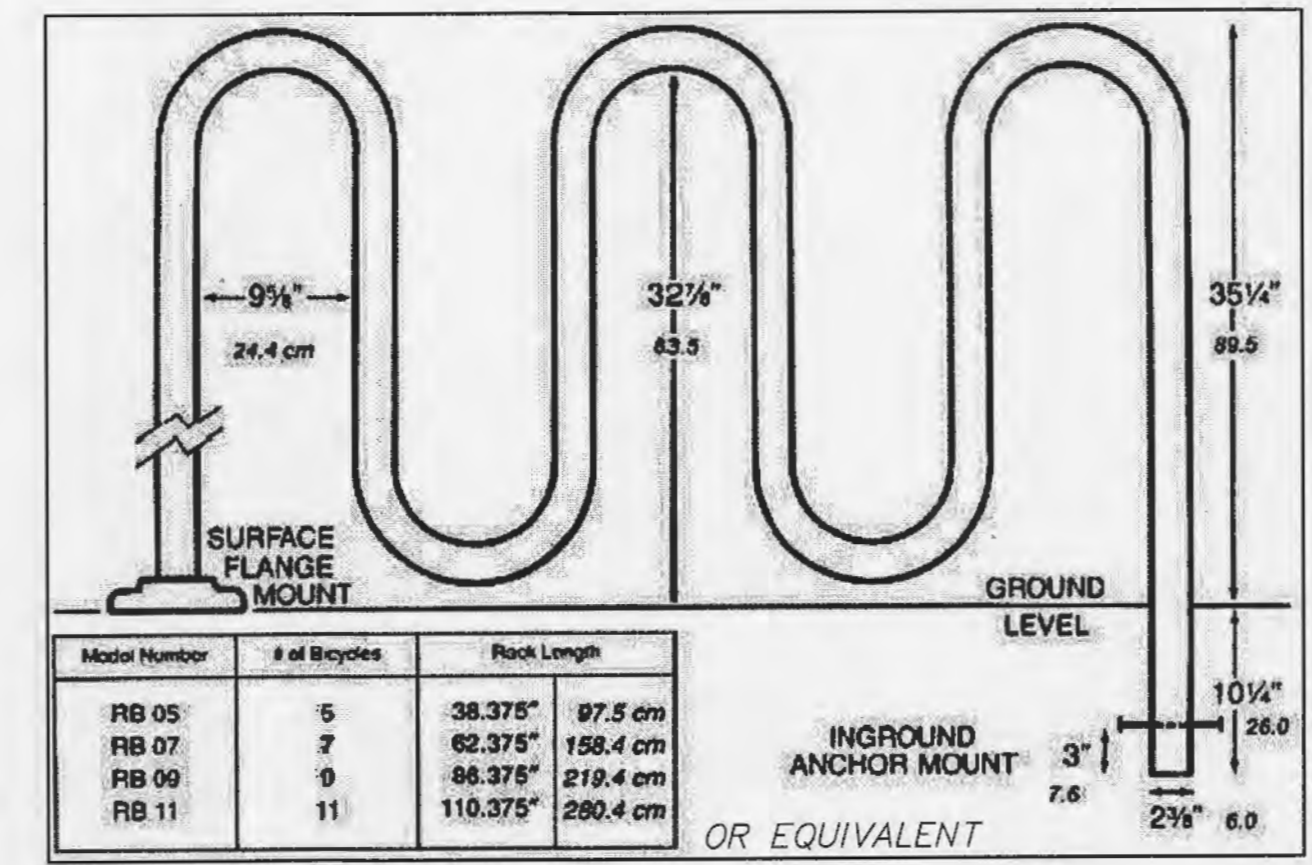 9⅝"
24.4 cm
32⅞"
83.5
35¼"
89.5
SURFACE
FLANGE
MOUNT
GROUND
LEVEL
Model Number # of Bicycles Rack Length
RB 05 5 38.375" 97.5 cm
RB 07 7 62.375" 158.4 cm
RB 09 9 86.375" 219.4 cm
RB 11 11 110.375" 280.4 cm
INGROUND
ANCHOR MOUNT
3"
7.6
10¼"
26.0
2⅜" 6.0
OR EQUIVALENT